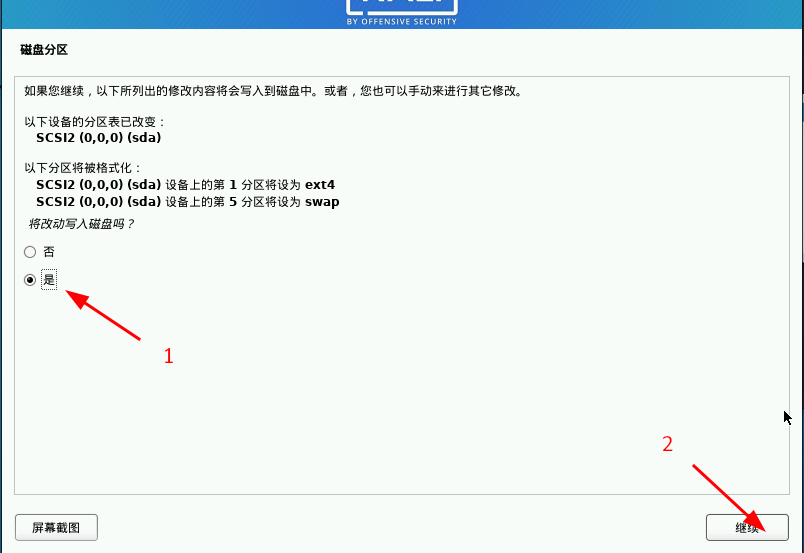 BY OFFENSIVE SECURITY
磁盘分区
如果您继续，以下所列出的修改内容将会写入到磁盘中。或者，您也可以手动来进行其它修改。
以下设备的分区表已改变：
SCSI2 (0,0,0) (sda)
以下分区将被格式化：
SCSI2 (0,0,0) (sda) 设备上的第 1 分区将设为 ext4
SCSI2 (0,0,0) (sda) 设备上的第 5 分区将设为 swap
将改动写入磁盘吗？
否
是
1
2
屏幕截图
继续